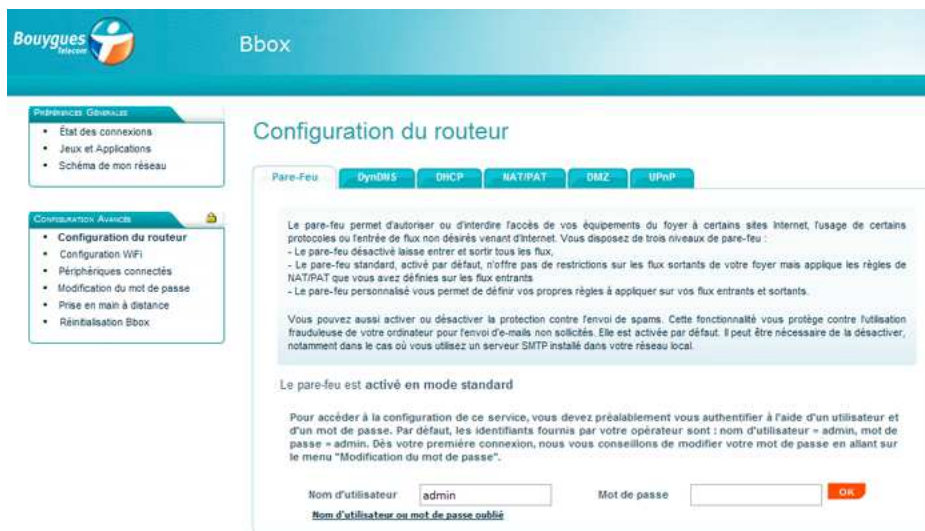 Bouygues
Telecom
Bbox
PRÉFÉRENCES GÉNÉRALES
État des connexions
Jeux et Applications
Schéma de mon réseau
CONFIGURATION AVANCÉE
Configuration du routeur
Configuration WiFi
Périphériques connectés
Modification du mot de passe
Prise en main à distance
Réinitialisation Bbox
Configuration du routeur
Pare-Feu DynDNS DHCP NAT/PAT DMZ UPnP
Le pare-feu permet d'autoriser ou d'interdire l'accès de vos équipements du foyer à certains sites Internet, l'usage de certains
protocoles ou l'entrée de flux non désirés venant d'Internet. Vous disposez de trois niveaux de pare-feu :
- Le pare-feu désactivé laisse entrer et sortir tous les flux,
- Le pare-feu standard, activé par défaut, n'offre pas de restrictions sur les flux sortants de votre foyer mais applique les règles de
NAT/PAT que vous avez définies sur les flux entrants
- Le pare-feu personnalisé vous permet de définir vos propres règles à appliquer sur vos flux entrants et sortants.
Vous pouvez aussi activer ou désactiver la protection contre l'envoi de spams. Cette fonctionnalité vous protège contre l'utilisation
frauduleuse de votre ordinateur pour l'envoi d'e-mails non sollicités. Elle est activée par défaut. Il peut être nécessaire de la désactiver,
notamment dans le cas où vous utilisez un serveur SMTP installé dans votre réseau local.
Le pare-feu est activé en mode standard
Pour accéder à la configuration de ce service, vous devez préalablement vous authentifier à l'aide d'un utilisateur et
d'un mot de passe. Par défaut, les identifiants fournis par votre opérateur sont : nom d'utilisateur = admin, mot de
passe = admin. Dès votre première connexion, nous vous conseillons de modifier votre mot de passe en allant sur
le menu "Modification du mot de passe".
Nom d'utilisateur admin Mot de passe OK
Nom d'utilisateur ou mot de passe oublié